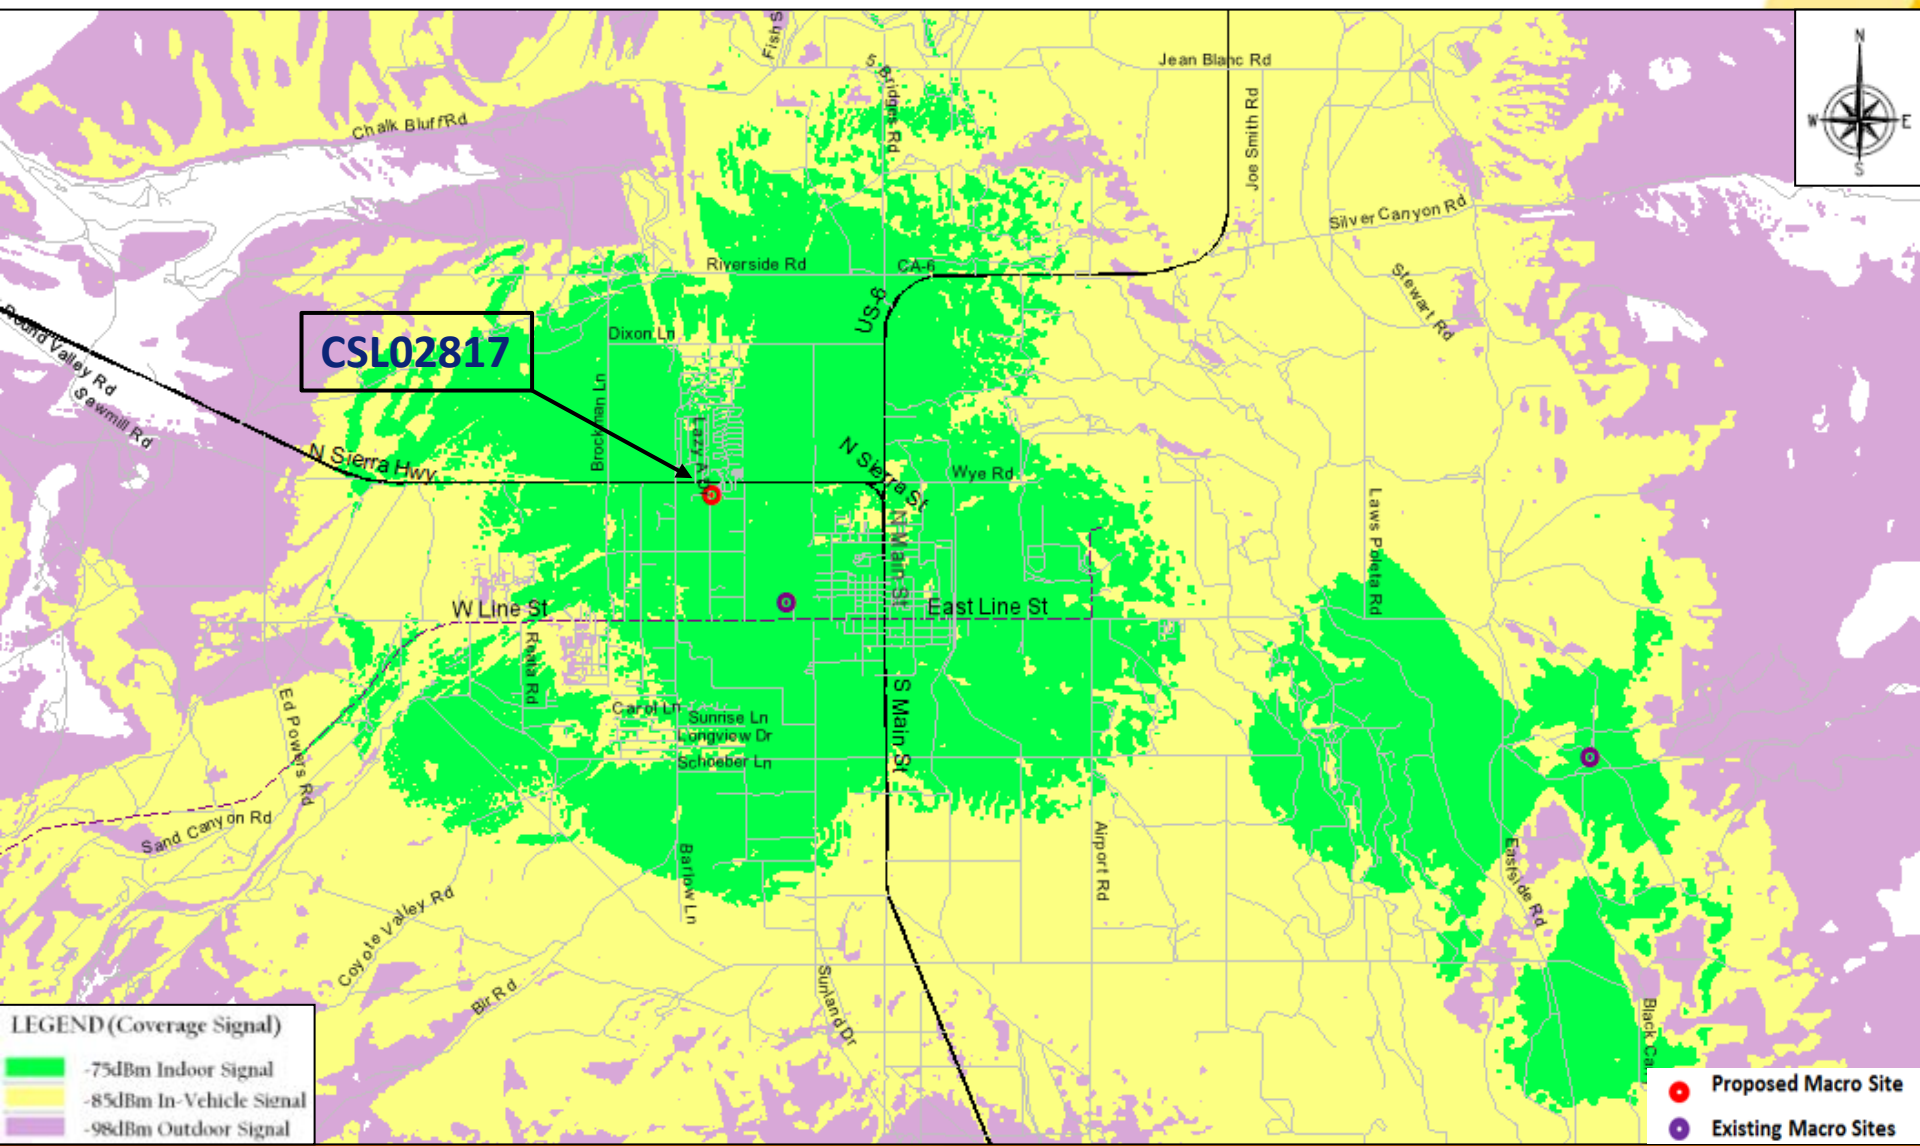 Fish S
5 Bridges Rd
Jean Blanc Rd
N
W
E
S
Chalk Bluff Rd
Joe Smith Rd
Silver Canyon Rd
Riverside Rd
CA-6
US-6
Stewart Rd
Round Valley Rd
Sawmill Rd
CSL02817
Dixon Ln
Brockman Ln
N Sierra Hwy
N Sierra St
Wye Rd
N Main St
Laws Poleta Rd
W Line St
East Line St
Reata Rd
Ed Powers Rd
Carol Ln
Sunrise Ln
Longview Dr
Schober Ln
S Main St
Sand Canyon Rd
Barlow Ln
Airport Rd
Eastside Rd
Coyote Valley Rd
Bir Rd
Sunland Dr
Black Ca
LEGEND (Coverage Signal)
-75dBm Indoor Signal
-85dBm In-Vehicle Signal
-98dBm Outdoor Signal
Proposed Macro Site
Existing Macro Sites